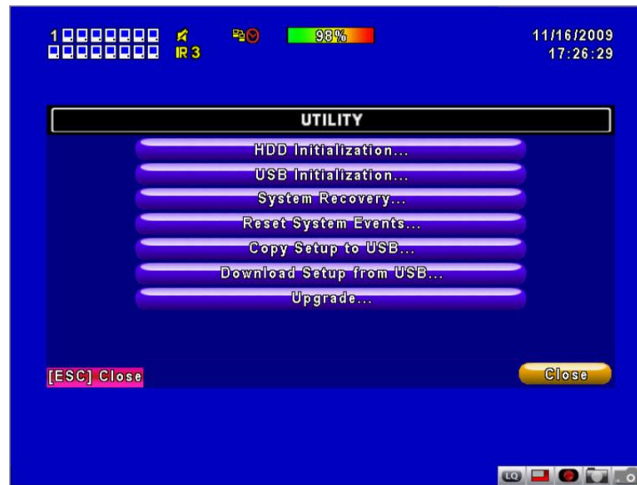 1
IR 3
98%
11/16/2009
17:26:29
UTILITY
HDD Initialization...
USB Initialization...
System Recovery...
Reset System Events...
Copy Setup to USB...
Download Setup from USB...
Upgrade...
[ESC] Close
Close
LQ